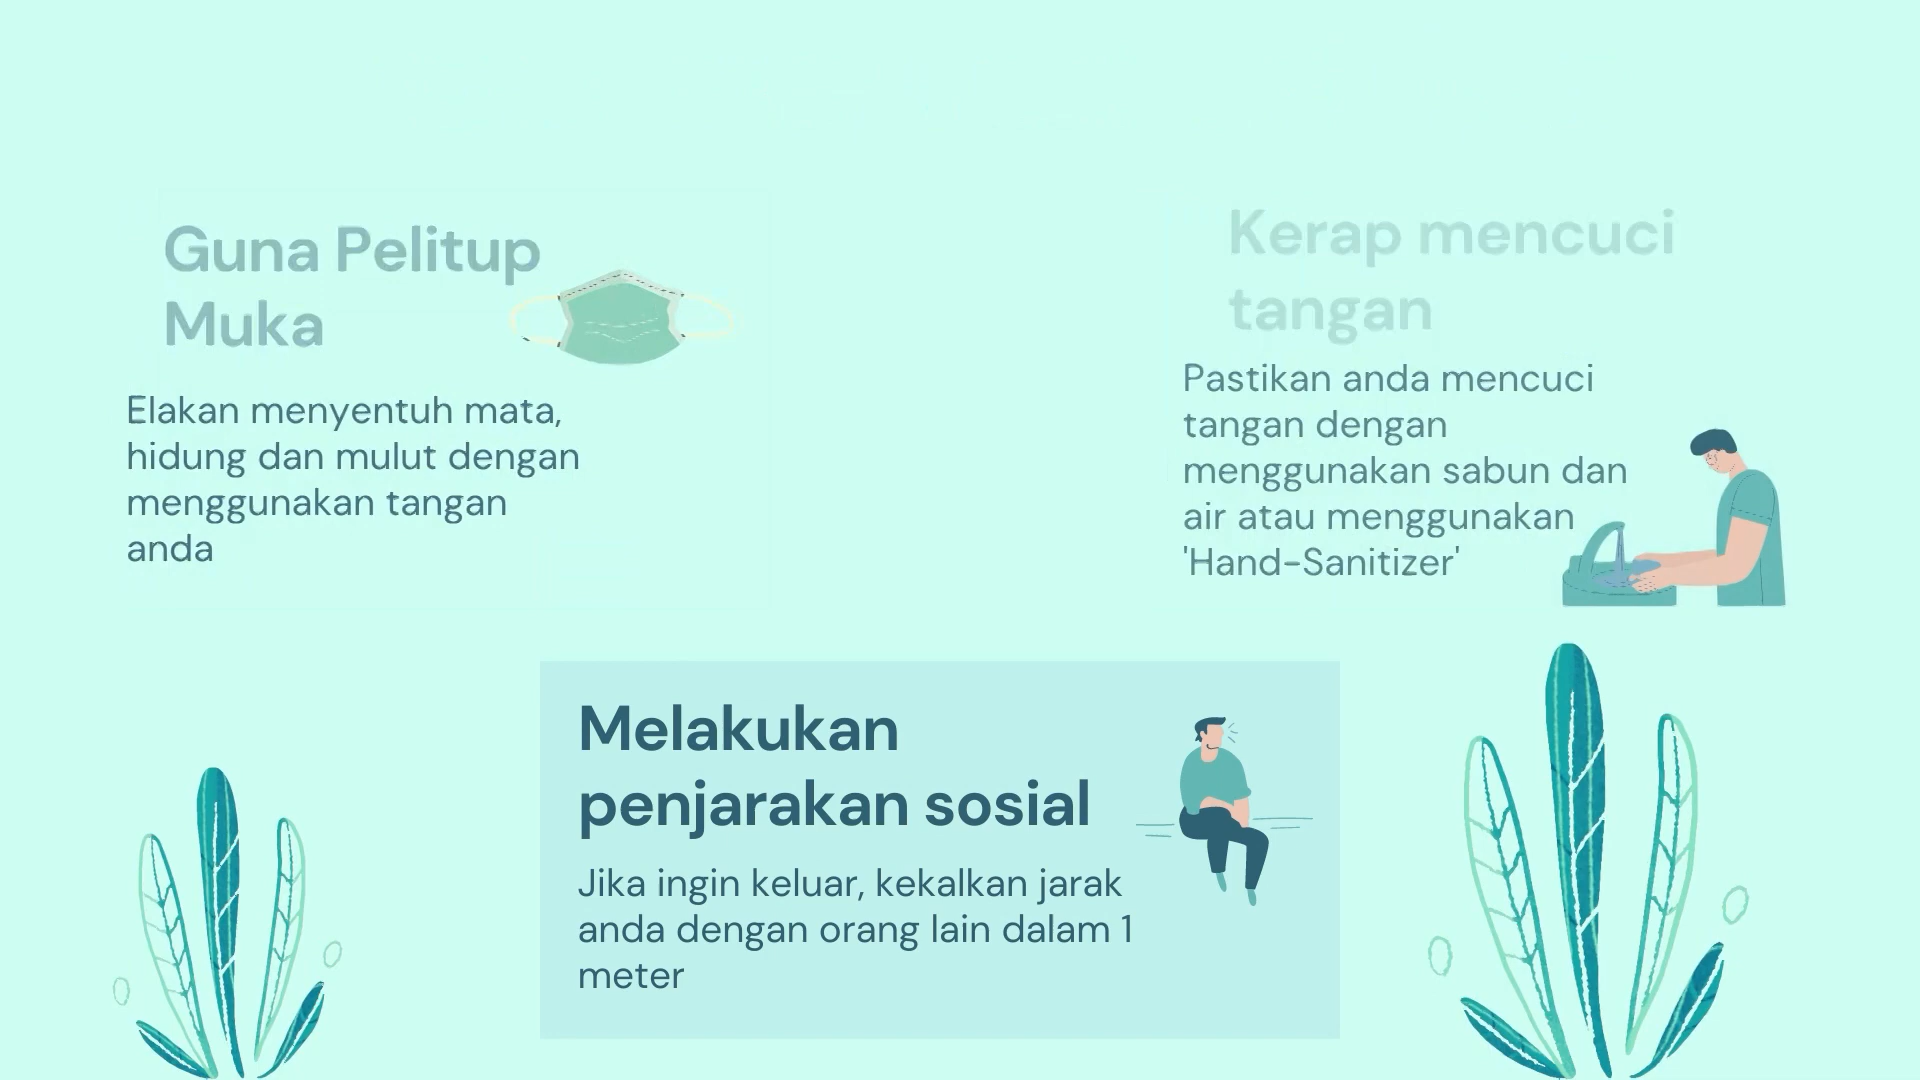 Guna Pelitup
Muka
Elakan menyentuh mata,
hidung dan mulut dengan
menggunakan tangan
anda
Kerap mencuci
tangan
Pastikan anda mencuci
tangan dengan
menggunakan sabun dan
air atau menggunakan
'Hand-Sanitizer'
Melakukan
penjarakan sosial
Jika ingin keluar, kekalkan jarak
anda dengan orang lain dalam 1
meter